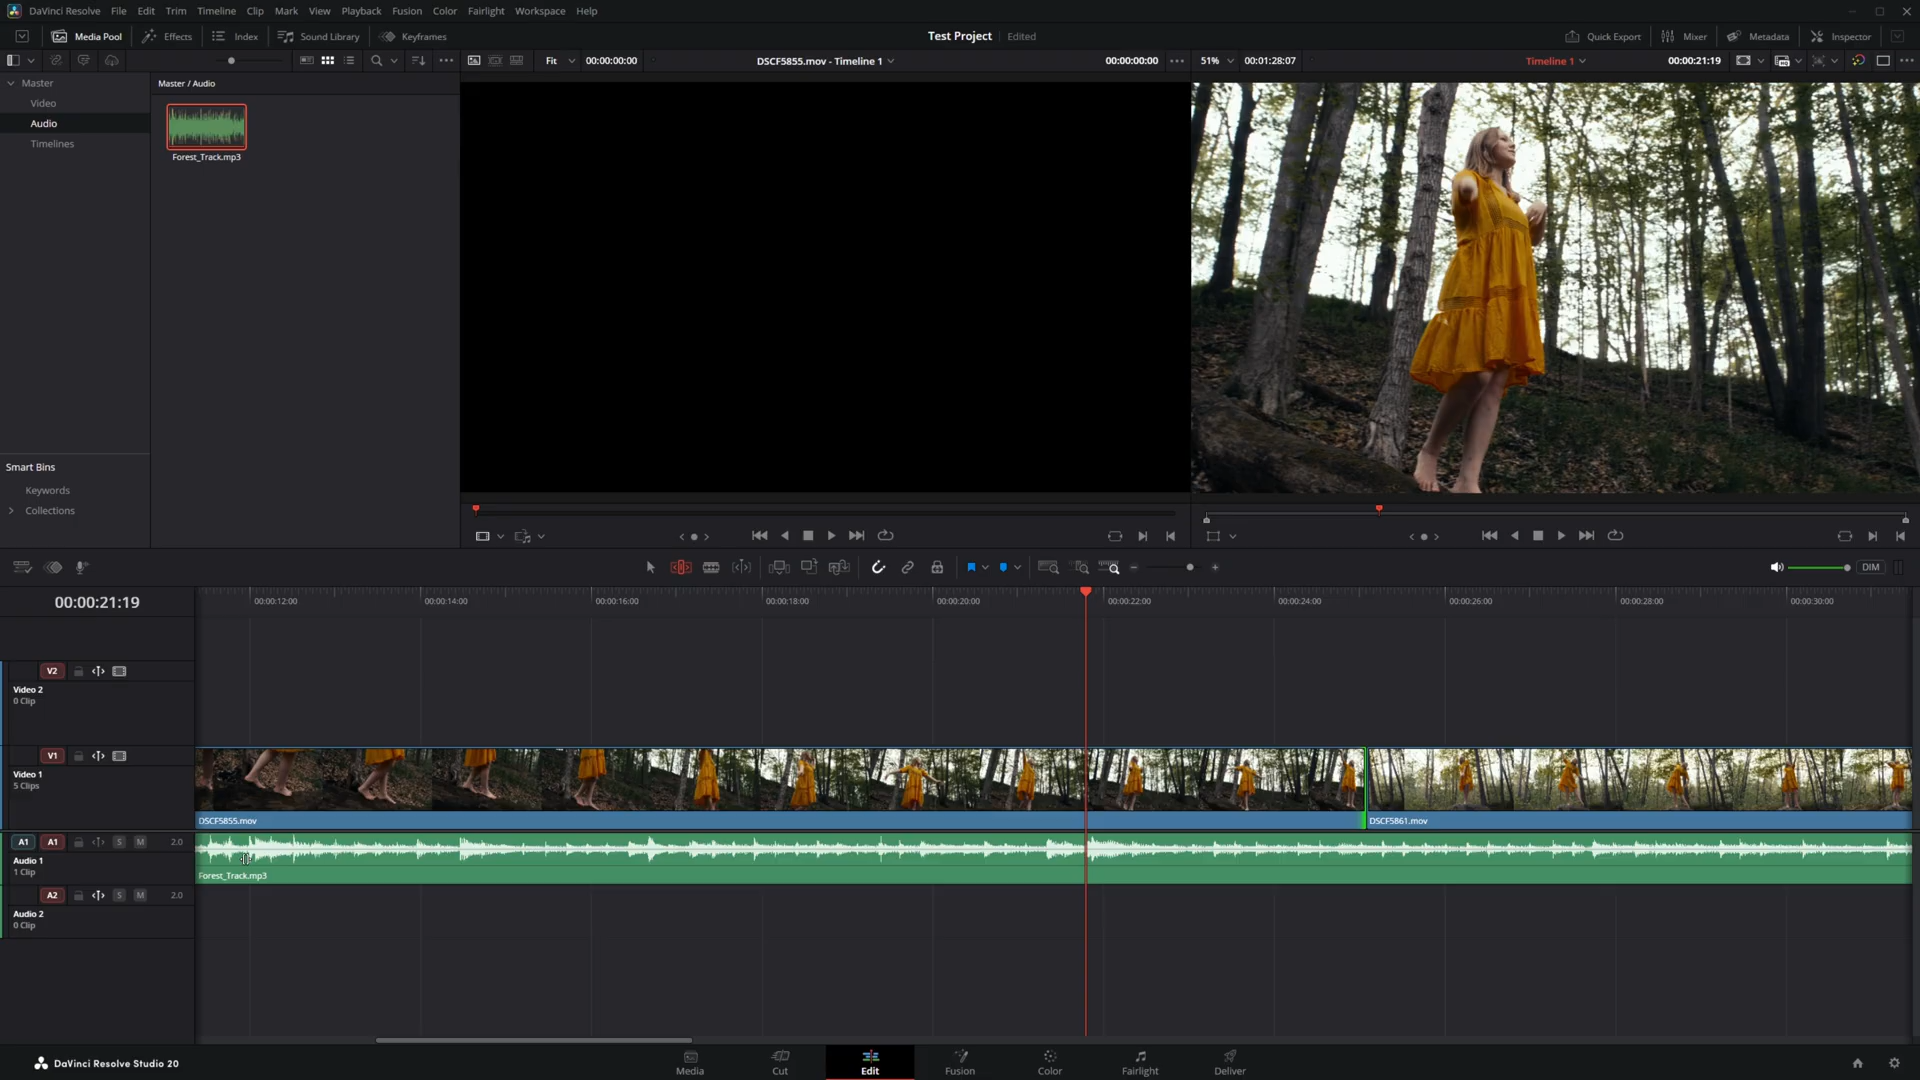 DaVinci Resolve File Edit Trim Timeline Clip Mark View Playback Fusion Color Fairlight Workspace Help
Media Pool Effects Index Sound Library Keyframes Test Project Edited Quick Export Mixer Metadata Inspector
Fit 00:00:00:00 DSCF5855.mov - Timeline 1 00:00:00:00 51% 00:01:28:07 Timeline 1 00:00:21:19
Master
Video
Audio
Timelines
Master / Audio
Forest_Track.mp3
Smart Bins
Keywords
Collections
DIM
00:00:21:19
00:00:12:00 00:00:14:00 00:00:16:00 00:00:18:00 00:00:20:00 00:00:22:00 00:00:24:00 00:00:26:00 00:00:28:00 00:00:30:00
V2
Video 2
0 Clip
V1
Video 1
5 Clips
DSCF5855.mov DSCF5861.mov
A1 A1 S M 2.0
Audio 1
1 Clip
Forest_Track.mp3
A2 S M 2.0
Audio 2
0 Clip
DaVinci Resolve Studio 20
Media Cut Edit Fusion Color Fairlight Deliver